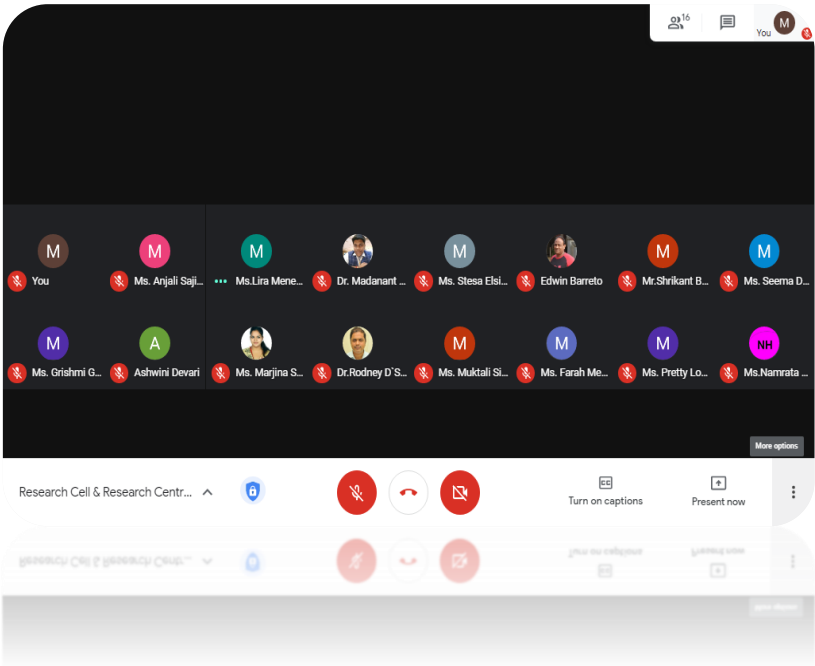 16
M
You
M M M M M M
You Ms. Anjali Saji... Ms.Lira Mene... Dr. Madanant ... Ms. Stesa Elsi... Edwin Barreto Mr.Shrikant B... Ms. Seema D...
M A M M M NH
Ms. Grishmi G... Ashwini Devari Ms. Marjina S... Dr.Rodney D`S... Ms. Muktali Si... Ms. Farah Me... Ms. Pretty Lo... Ms.Namrata ...
More options
Research Cell & Research Centr...
CC
Turn on captions
Present now